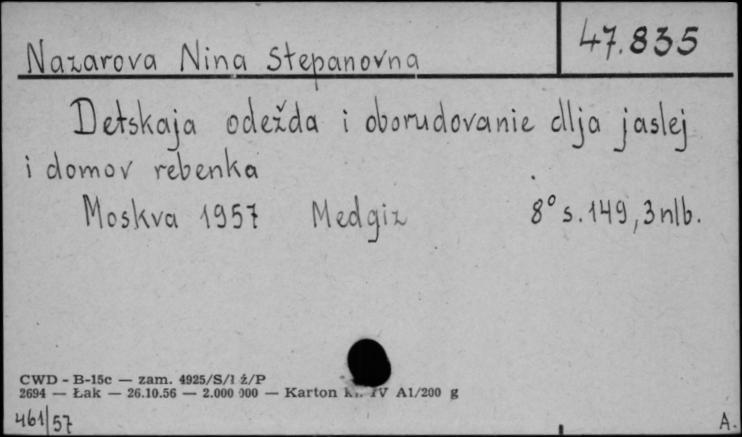 Nazarova Nina Stepanovna
47.835
Detskaja odežda i oborudovanie dlja jaslej
i domov rebenka
Moskva 1957 Medgiz 8° s. 149, 3 nlb.
CWD - B-15c — zam. 4925/S/1 ż/P
2694 — Łak — 26.10.56 — 2.000 000 — Karton IV A1/200 g
461/57
A.